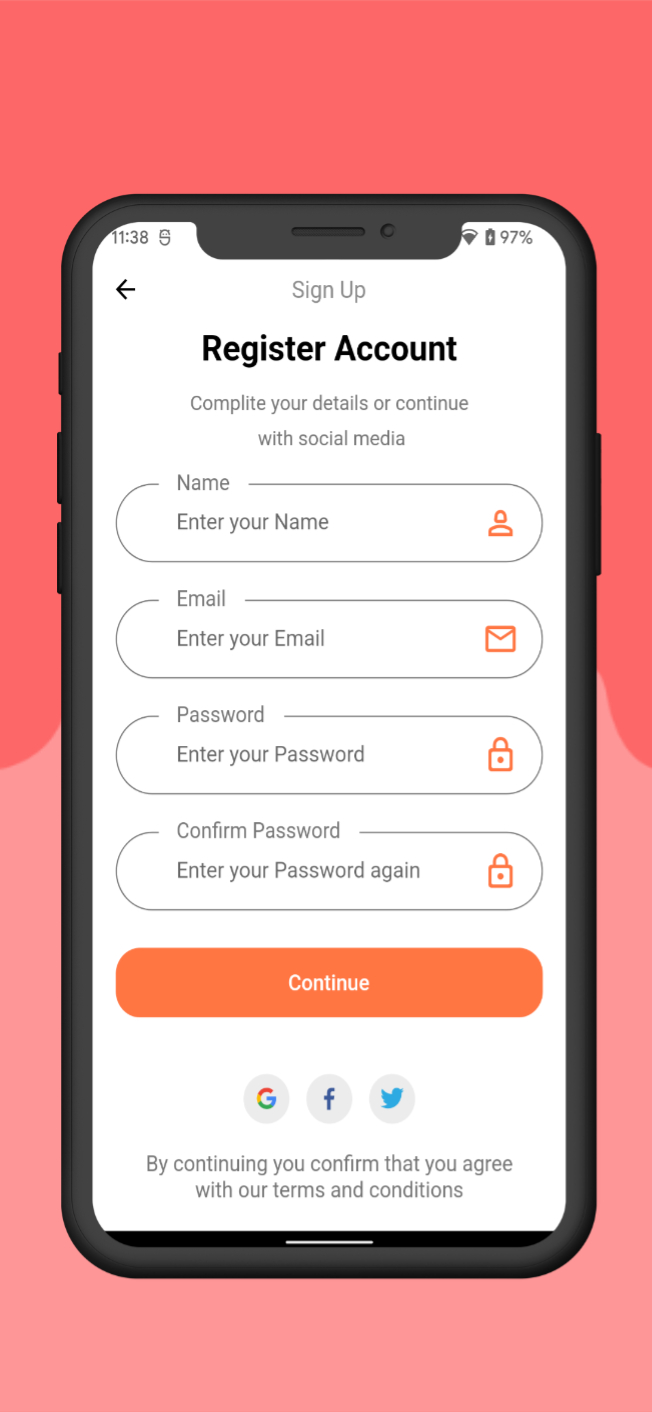 11:38 97%
Sign Up
Register Account
Complite your details or continue
with social media
Name
Enter your Name
Email
Enter your Email
Password
Enter your Password
Confirm Password
Enter your Password again
Continue
By continuing you confirm that you agree
with our terms and conditions